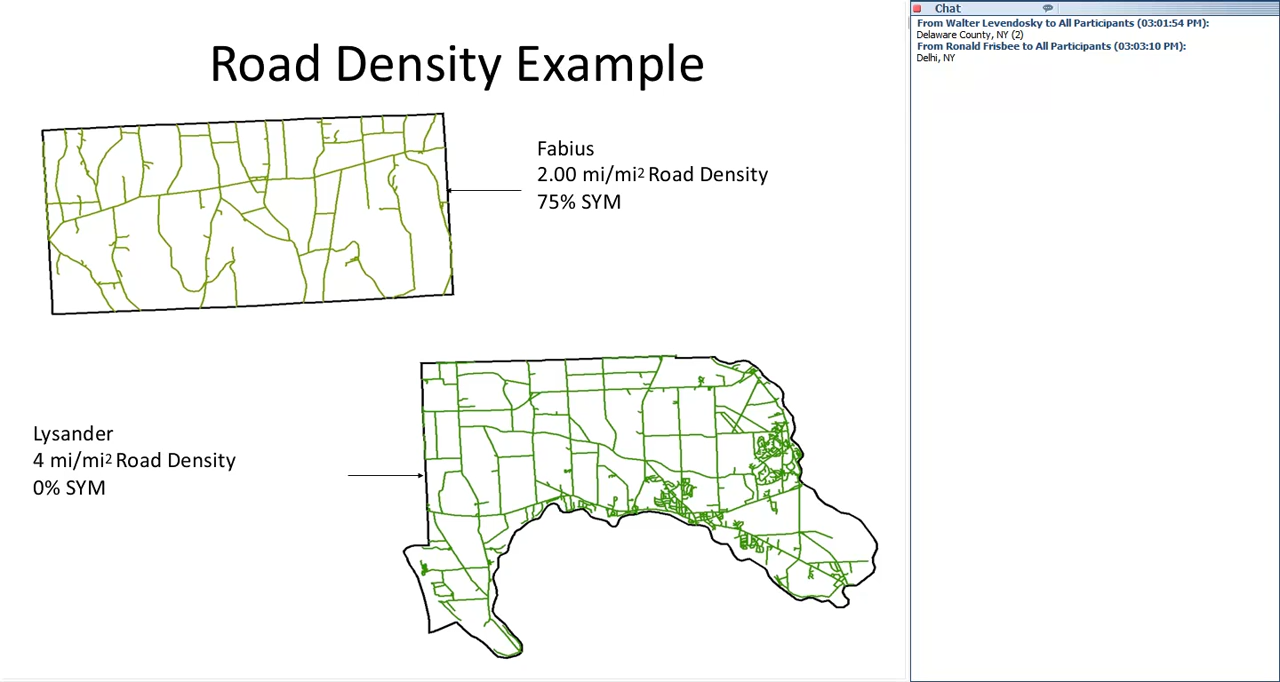 Road Density Example
Fabius
2.00 mi/mi2 Road Density
75% SYM
Lysander
4 mi/mi2 Road Density
0% SYM
Chat
From Walter Levendosky to All Participants (03:01:54 PM):
Delaware County, NY (2)
From Ronald Frisbee to All Participants (03:03:10 PM):
Delhi, NY